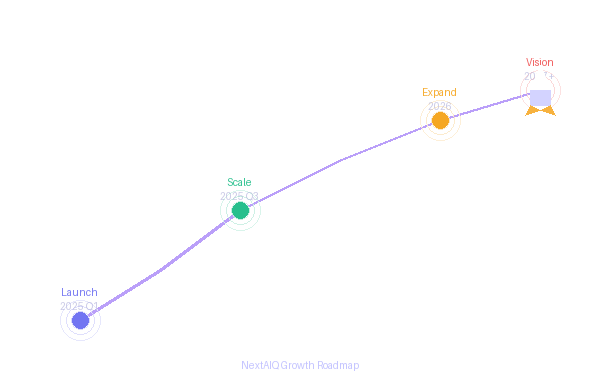 Vision
Expand
2026
Scale
2025 Q3
Launch
2025 Q1
NextAIQ Growth Roadmap